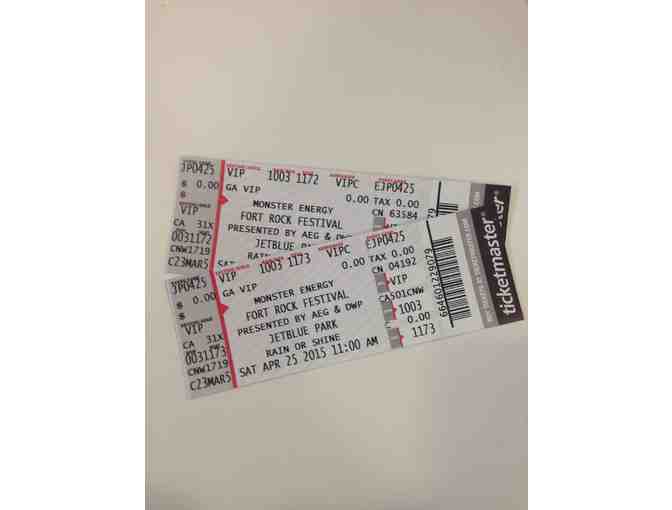 JP0425 VIP 1003 1172 VIPC EJP0425
$ 0.00 GA VIP 0.00 TAX 0.00
MONSTER ENERGY CN 63584
VIP FORT ROCK FESTIVAL
CA 31X PRESENTED BY AEG & DWP
0031172 JETBLUE
CNW1719
C23MAR5
JP0425 VIP 1003 1173 VIPC EJP0425
$ 0.00 GA VIP 0.00 TAX 0.00
MONSTER ENERGY CN 04192
VIP FORT ROCK FESTIVAL VIP
CA 31X PRESENTED BY AEG & DWP CA501CNW
0031173 JETBLUE PARK 1003
CNW1719 RAIN OR SHINE 0.00
C23MAR5 SAT APR 25 2015 11:00 AM 1173
664601229079
ticketmaster®